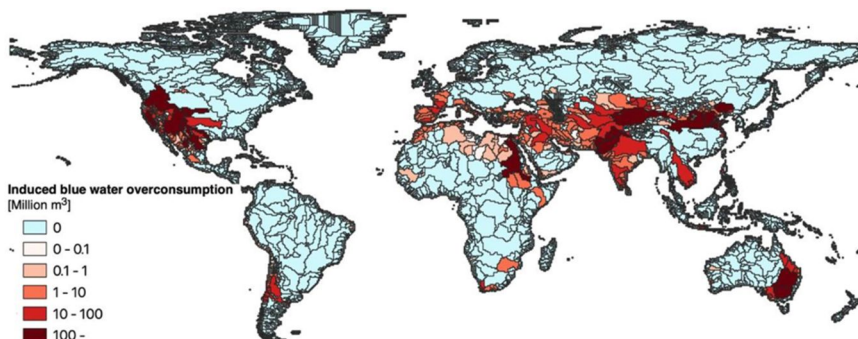 Induced blue water overconsumption
[Million m³]
0
0 – 0.1
0.1 – 1
1 - 10
10 - 100
100 -